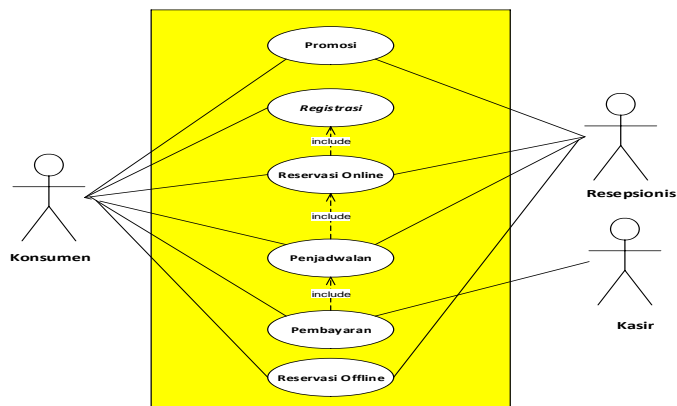 Promosi
Registrasi
include
Reservasi Online
include
Penjadwalan
include
Pembayaran
Reservasi Offline
Konsumen
Resepsionis
Kasir